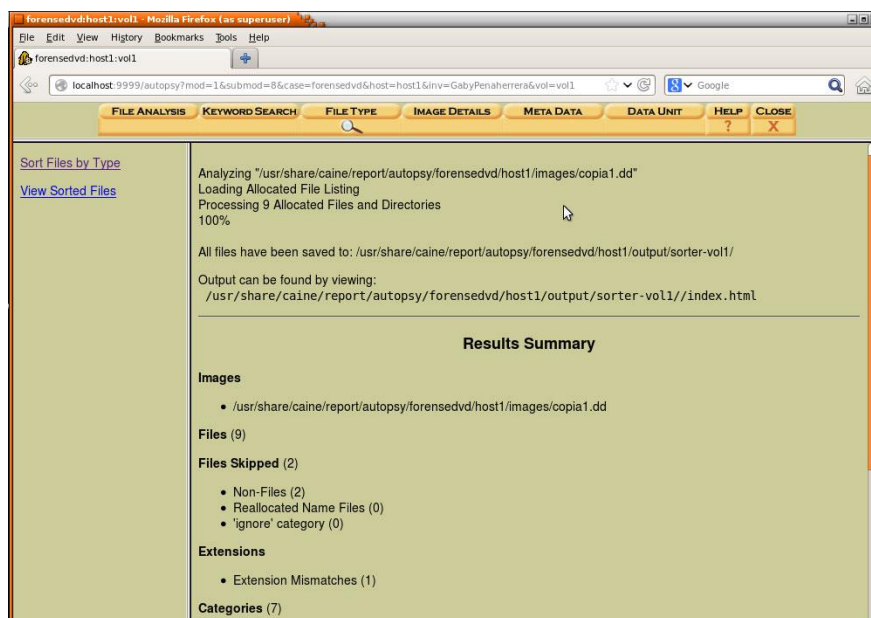 forensedvd:host1:vol1 - Mozilla Firefox (as superuser)
File Edit View History Bookmarks Tools Help
forensedvd:host1:vol1
localhost:9999/autopsy?mod=1&submod=8&case=forensedvd&host=host1&inv=GabyPenaherrera&vol=vol1
Google
FILE ANALYSIS KEYWORD SEARCH FILE TYPE IMAGE DETAILS META DATA DATA UNIT HELP CLOSE
? X
Sort Files by Type
View Sorted Files
Analyzing "/usr/share/caine/report/autopsy/forensedvd/host1/images/copia1.dd"
Loading Allocated File Listing
Processing 9 Allocated Files and Directories
100%
All files have been saved to: /usr/share/caine/report/autopsy/forensedvd/host1/output/sorter-vol1/
Output can be found by viewing:
/usr/share/caine/report/autopsy/forensedvd/host1/output/sorter-vol1//index.html
Results Summary
Images
• /usr/share/caine/report/autopsy/forensedvd/host1/images/copia1.dd
Files (9)
Files Skipped (2)
• Non-Files (2)
• Reallocated Name Files (0)
• 'ignore' category (0)
Extensions
• Extension Mismatches (1)
Categories (7)